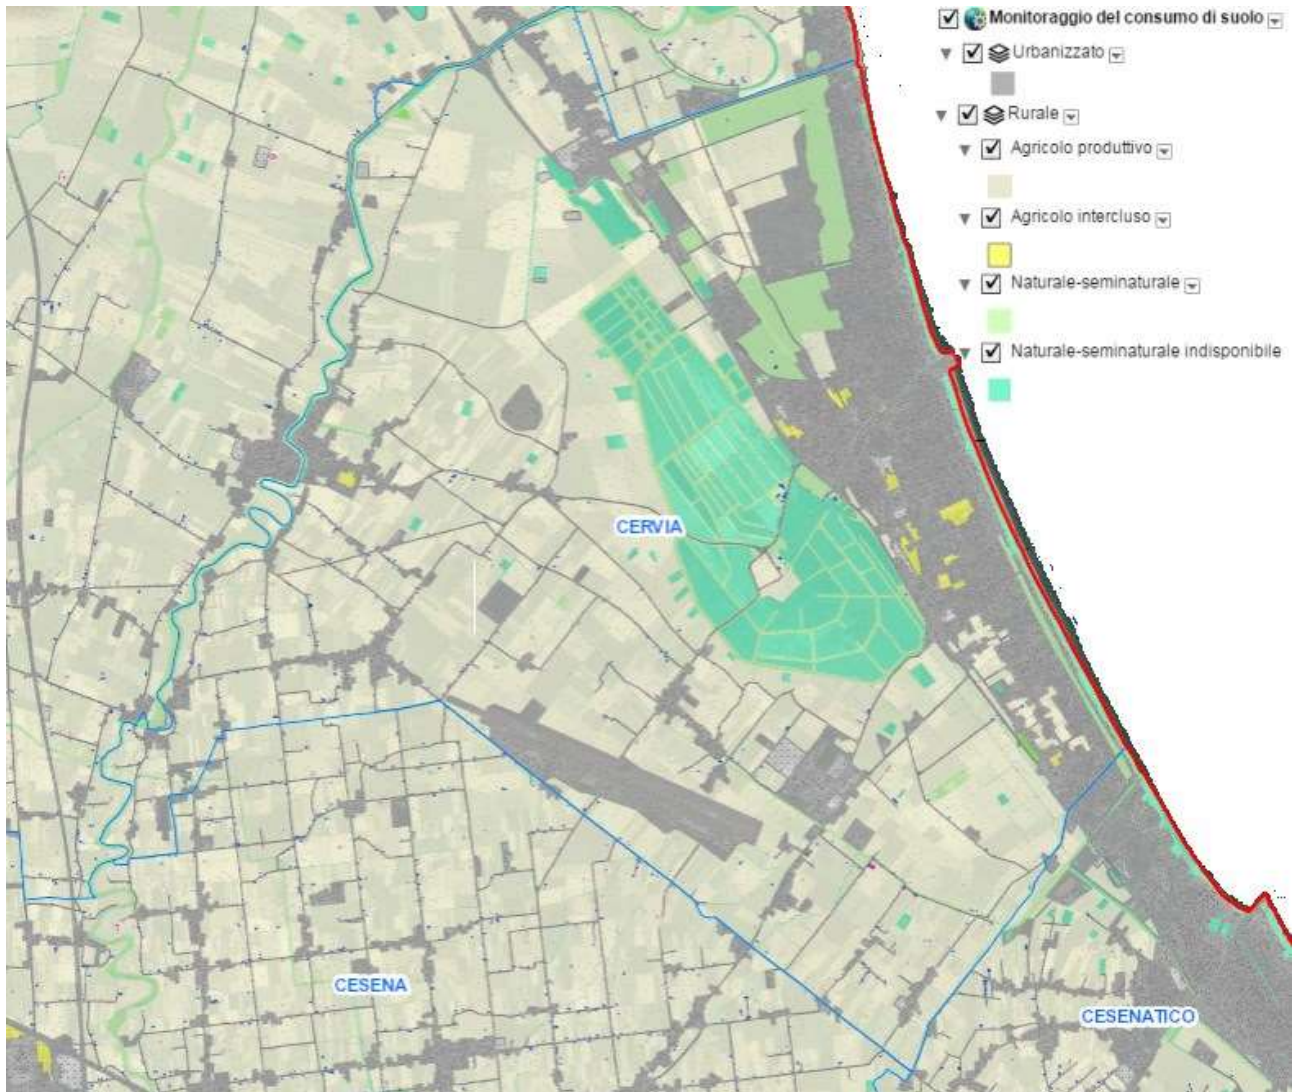 Monitoraggio del consumo di suolo
Urbanizzato
Rurale
Agricolo produttivo
Agricolo intercluso
Naturale-seminaturale
Naturale-seminaturale indisponibile
CERVIA
CESENA
CESENATICO